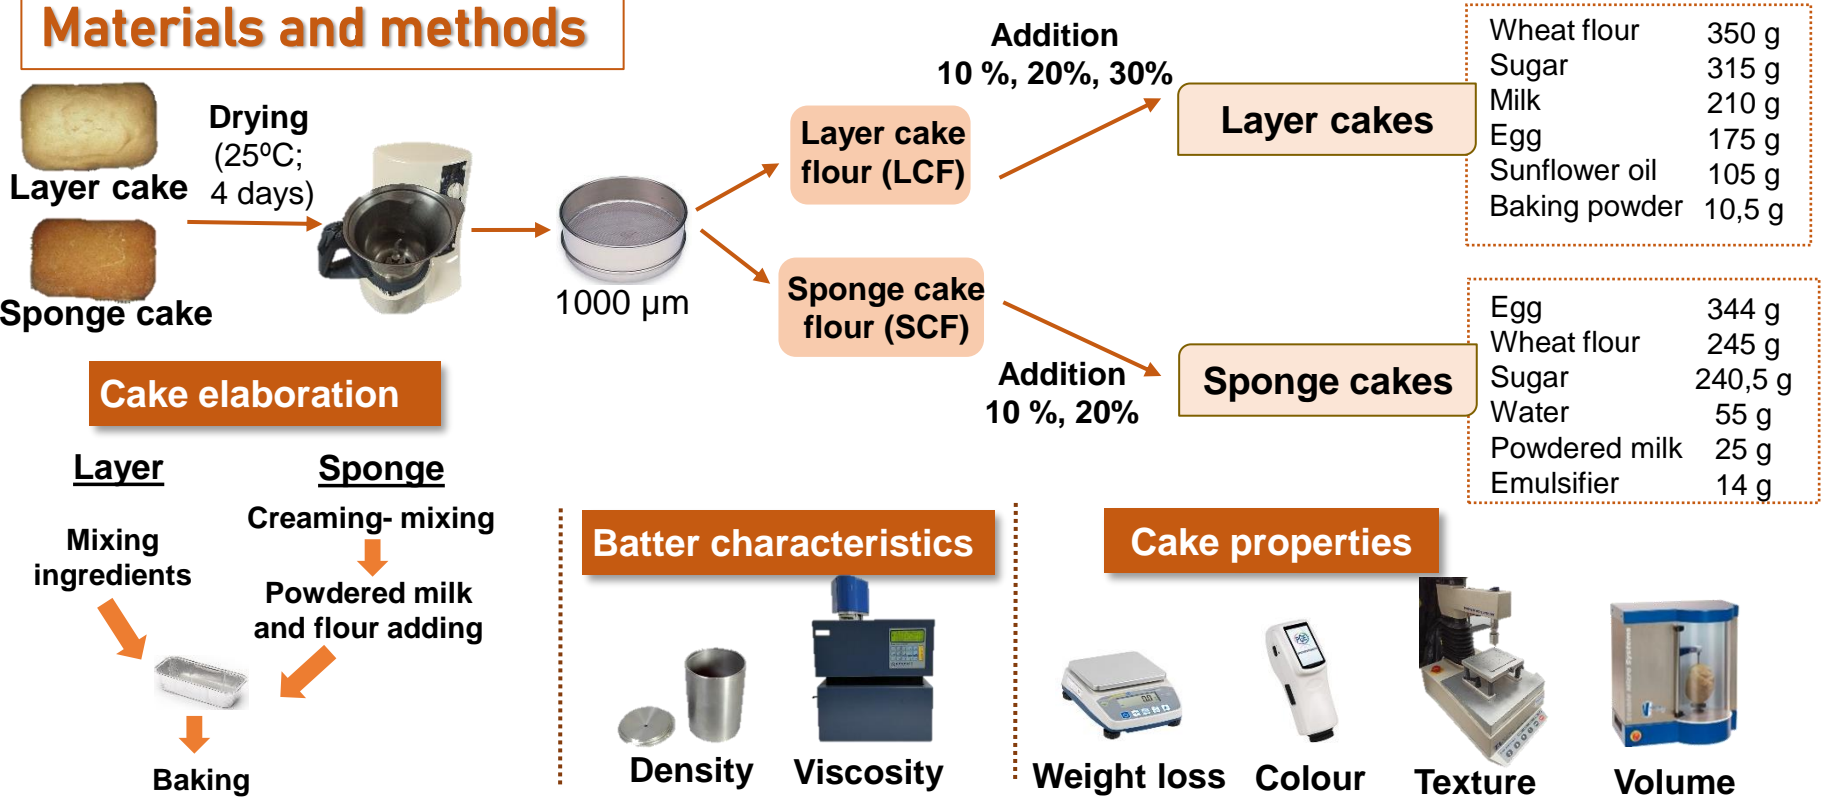 Materials and methods
Layer cake
Sponge cake
Drying
(25ºC;
4 days)
1000 µm
Layer cake
flour (LCF)
Sponge cake
flour (SCF)
Addition
10 %, 20%, 30%
Addition
10 %, 20%
Layer cakes
Wheat flour 350 g
Sugar 315 g
Milk 210 g
Egg 175 g
Sunflower oil 105 g
Baking powder 10,5 g
Sponge cakes
Egg 344 g
Wheat flour 245 g
Sugar 240,5 g
Water 55 g
Powdered milk 25 g
Emulsifier 14 g
Cake elaboration
Layer
Mixing
ingredients
Sponge
Creaming- mixing
Powdered milk
and flour adding
Baking
Batter characteristics
Density
Viscosity
Cake properties
Weight loss
Colour
Texture
Volume